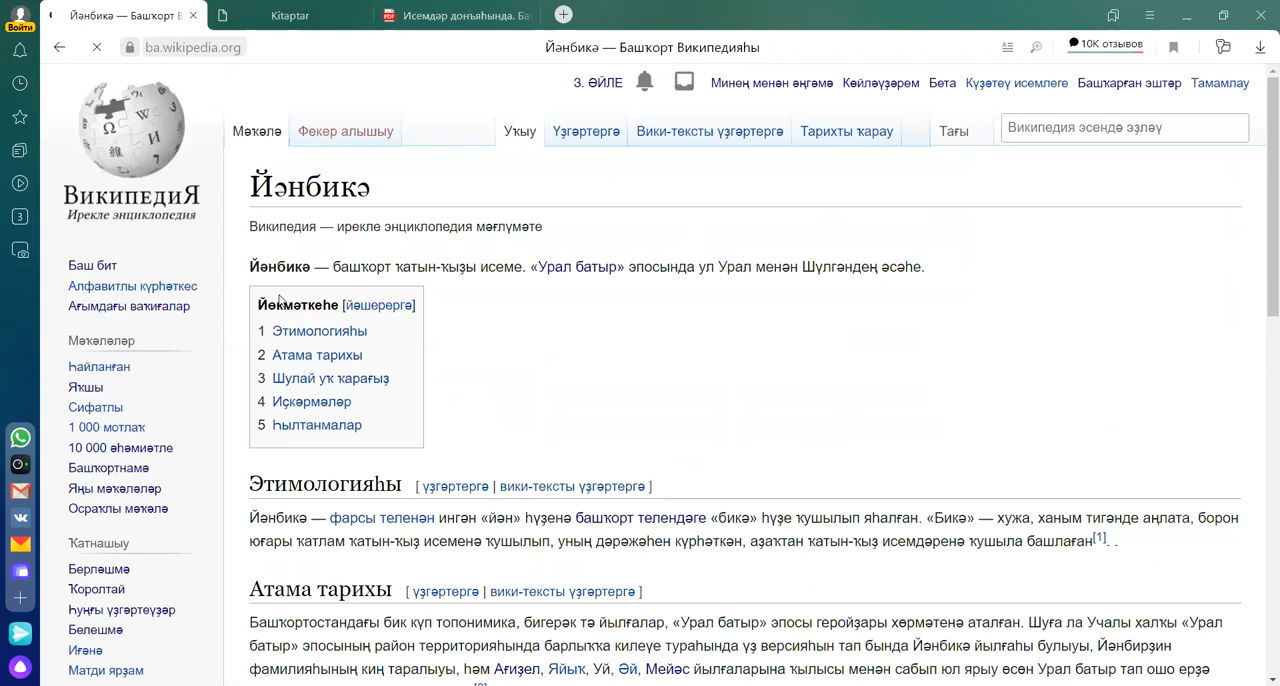 Йәнбикә — Башҡорт В
Kitaptar
Исемдәр донъяһында. Ба
Войти
ba.wikipedia.org
Йәнбикә — Башҡорт Википедияһы
10K отзывов
З. ӘЙЛЕ
Минең менән әңгәмә
Көйләүҙәрем
Бета
Күҙәтеү исемлеге
Башҡарған эштәр
Тамамлау
Мәҡәлә
Фекер алышыу
Уҡыу
Үҙгәртергә
Вики-тексты үҙгәртергә
Тарихты ҡарау
Тағы
Википедия эсендә эҙләү
ВикипедиЯ
Ирекле энциклопедия
Баш бит
Алфавитлы күрһәткес
Ағымдағы ваҡиғалар
Мәҡәләләр
Һайланған
Яҡшы
Сифатлы
1 000 мотлаҡ
10 000 әһәмиәтле
Башҡортнамә
Яңы мәҡәләләр
Осраҡлы мәҡәлә
Ҡатнашыу
Берләшмә
Ҡоролтай
Һуңғы үҙгәртеүҙәр
Белешмә
Иғәнә
Матди ярҙам
Йәнбикә
Википедия — ирекле энциклопедия мәғлүмәте
Йәнбикә — башҡорт ҡатын-ҡыҙы исеме. «Урал батыр» эпосында ул Урал менән Шүлгәндең әсәһе.
Йөкмәткеһе [йәшерергә]
1 Этимологияһы
2 Атама тарихы
3 Шулай уҡ ҡарағыҙ
4 Иҫкәрмәләр
5 Һылтанмалар
Этимологияһы [ үҙгәртергә | вики-тексты үҙгәртергә ]
Йәнбикә — фарсы теленән ингән «йән» һүҙенә башҡорт телендәге «бикә» һүҙе ҡушылып яһалған. «Бикә» — хужа, ханым тигәнде аңлата, борон
юғары ҡатлам ҡатын-ҡыҙ исеменә ҡушылып, уның дәрәжәһен күрһәткән, аҙаҡтан ҡатын-ҡыҙ исемдәренә ҡушыла башлаған[1]. .
Атама тарихы [ үҙгәртергә | вики-тексты үҙгәртергә ]
Башҡортостандағы бик күп топонимика, бигерәк тә йылғалар, «Урал батыр» эпосы геройҙары хөрмәтенә аталған. Шуға ла Учалы халҡы «Урал
батыр» эпосының район территорияһында барлыҡҡа килеүе тураһында үҙ версияһын тап бында Йәнбикә йылғаһы булыуы, Йәнбирҙин
фамилияһының киң таралыуы, һәм Ағиҙел, Яйыҡ, Уй, Әй, Мейәс йылғаларына ҡылысы менән сабып юл ярыу өсөн Урал батыр тап ошо ерҙә